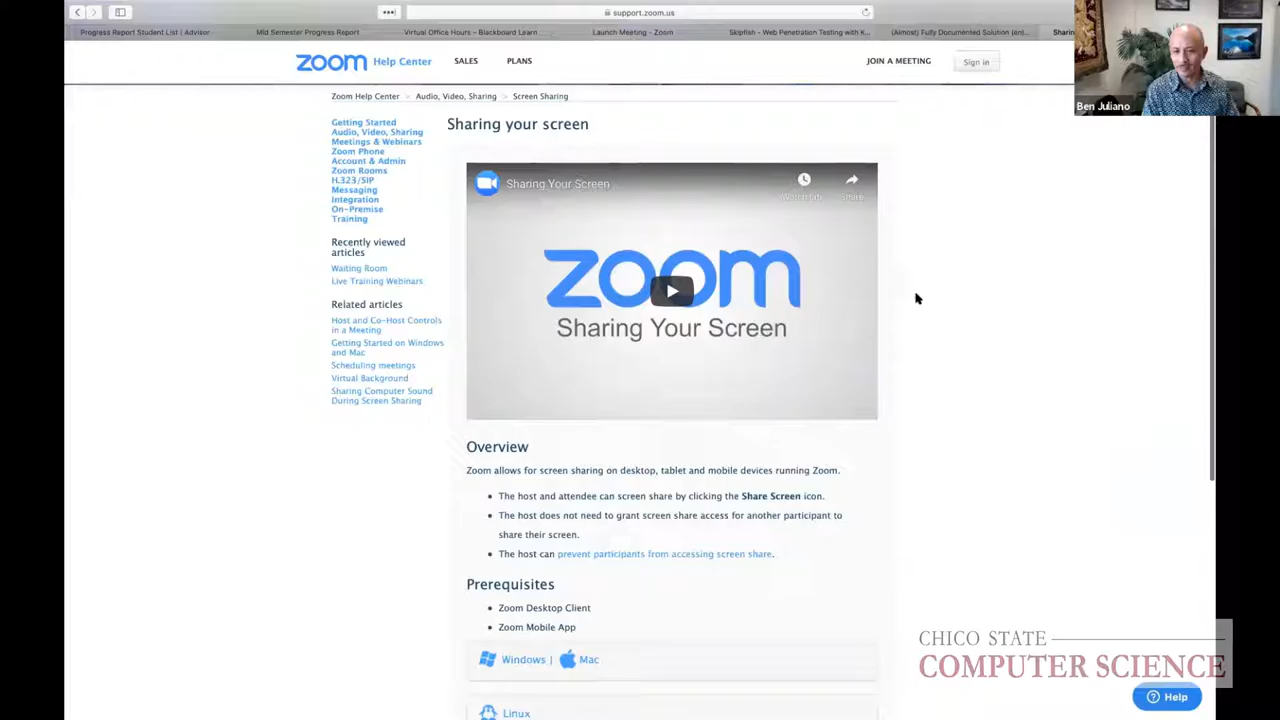 support.zoom.us
Progress Report Student List | Advisor
Mid Semester Progress Report
Virtual Office Hours – Blackboard Learn
Launch Meeting - Zoom
Skipfish - Web Penetration Testing with K...
(Almost) Fully Documented Solution (en)...
Sharin
zoom Help Center
SALES
PLANS
JOIN A MEETING
Sign in
Ben Juliano
Zoom Help Center > Audio, Video, Sharing > Screen Sharing
Getting Started
Audio, Video, Sharing
Meetings & Webinars
Zoom Phone
Account & Admin
Zoom Rooms
H.323/SIP
Messaging
Integration
On-Premise
Training
Recently viewed
articles
Waiting Room
Live Training Webinars
Related articles
Host and Co-Host Controls
in a Meeting
Getting Started on Windows
and Mac
Scheduling meetings
Virtual Background
Sharing Computor Sound
During Screen Sharing
Sharing your screen
Sharing Your Screen
Share
zoom
Sharing Your Screen
Overview
Zoom allows for screen sharing on desktop, tablet and mobile devices running Zoom.
• The host and attendee can screen share by clicking the Share Screen icon.
• The host does not need to grant screen share access for another participant to
share their screen.
• The host can prevent participants from accessing screen share.
Prerequisites
• Zoom Desktop Client
• Zoom Mobile App
Windows | Mac
Linux
CHICO STATE
COMPUTER SCIENCE
Help